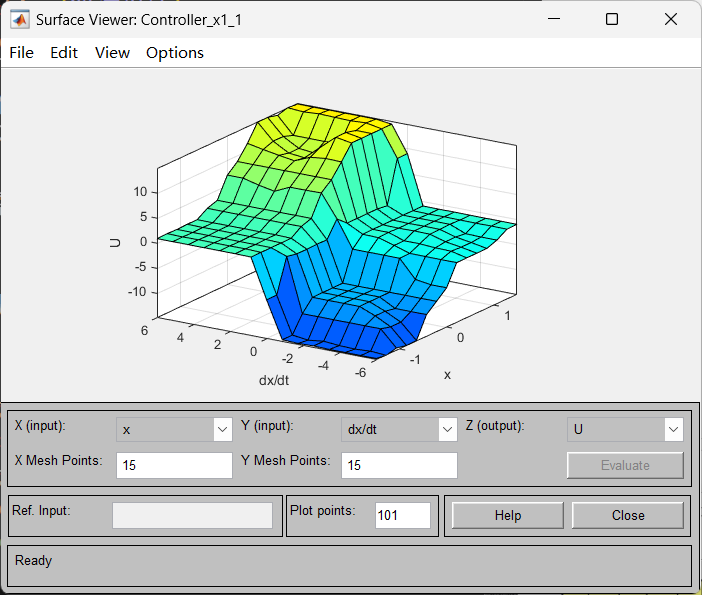 Surface Viewer: Controller_x1_1
File Edit View Options
10
5
0
-5
-10
U
6
4
2
0
-2
-4
-6
dx/dt
-1
0
1
x
X (input): x Y (input): dx/dt Z (output): U
X Mesh Points: 15 Y Mesh Points: 15 Evaluate
Ref. Input: Plot points: 101 Help Close
Ready